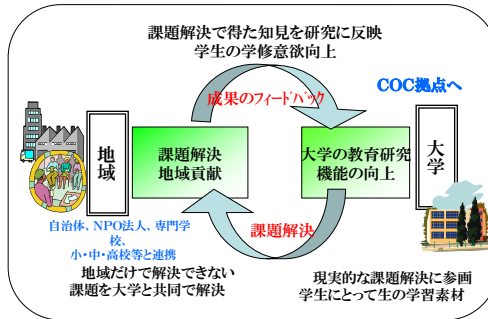 課題解決で得た知見を研究に反映
学生の学修意欲向上
成果のフィードバック
COC拠点へ
地域
課題解決
地域貢献
大学の教育研究
機能の向上
大学
自治体、NPO法人、専門学
校、
小・中・高校等と連携
課題解決
地域だけで解決できない
課題を大学と共同で解決
現実的な課題解決に参画
学生にとって生の学習素材